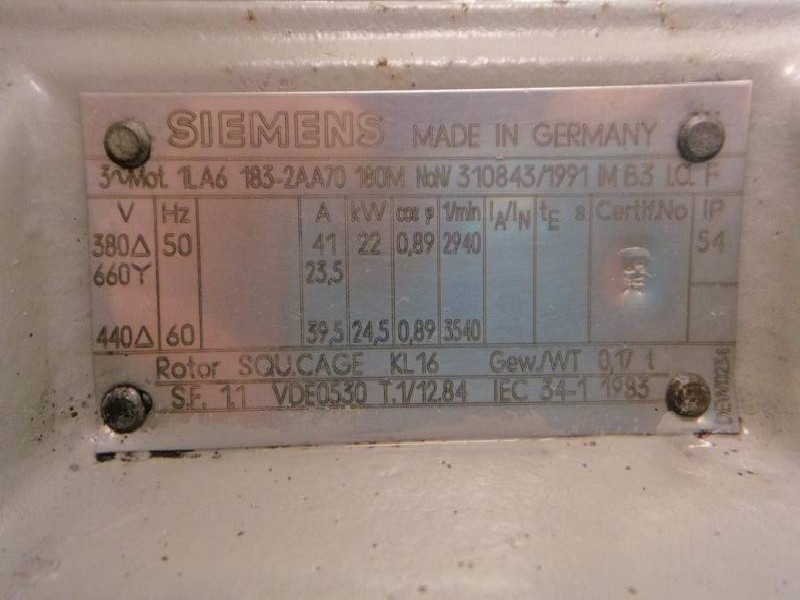 SIEMENS MADE IN GERMANY
3~Mot. 1LA6 183-2AA70 180M No N/ 310843/1991 IM B3 I.Cl. F
V Hz A kW cos φ 1/min IA/IN tE s Certif.No IP
380Δ 50 41 22 0,89 2940 54
660Y 23,5
440Δ 60 39,5 24,5 0,89 3540
Rotor SQU.CAGE KL16 Gew./WT 0,17 t
S.F. 1.1 VDE0530 T.1/12.84 IEC 34-1 1983